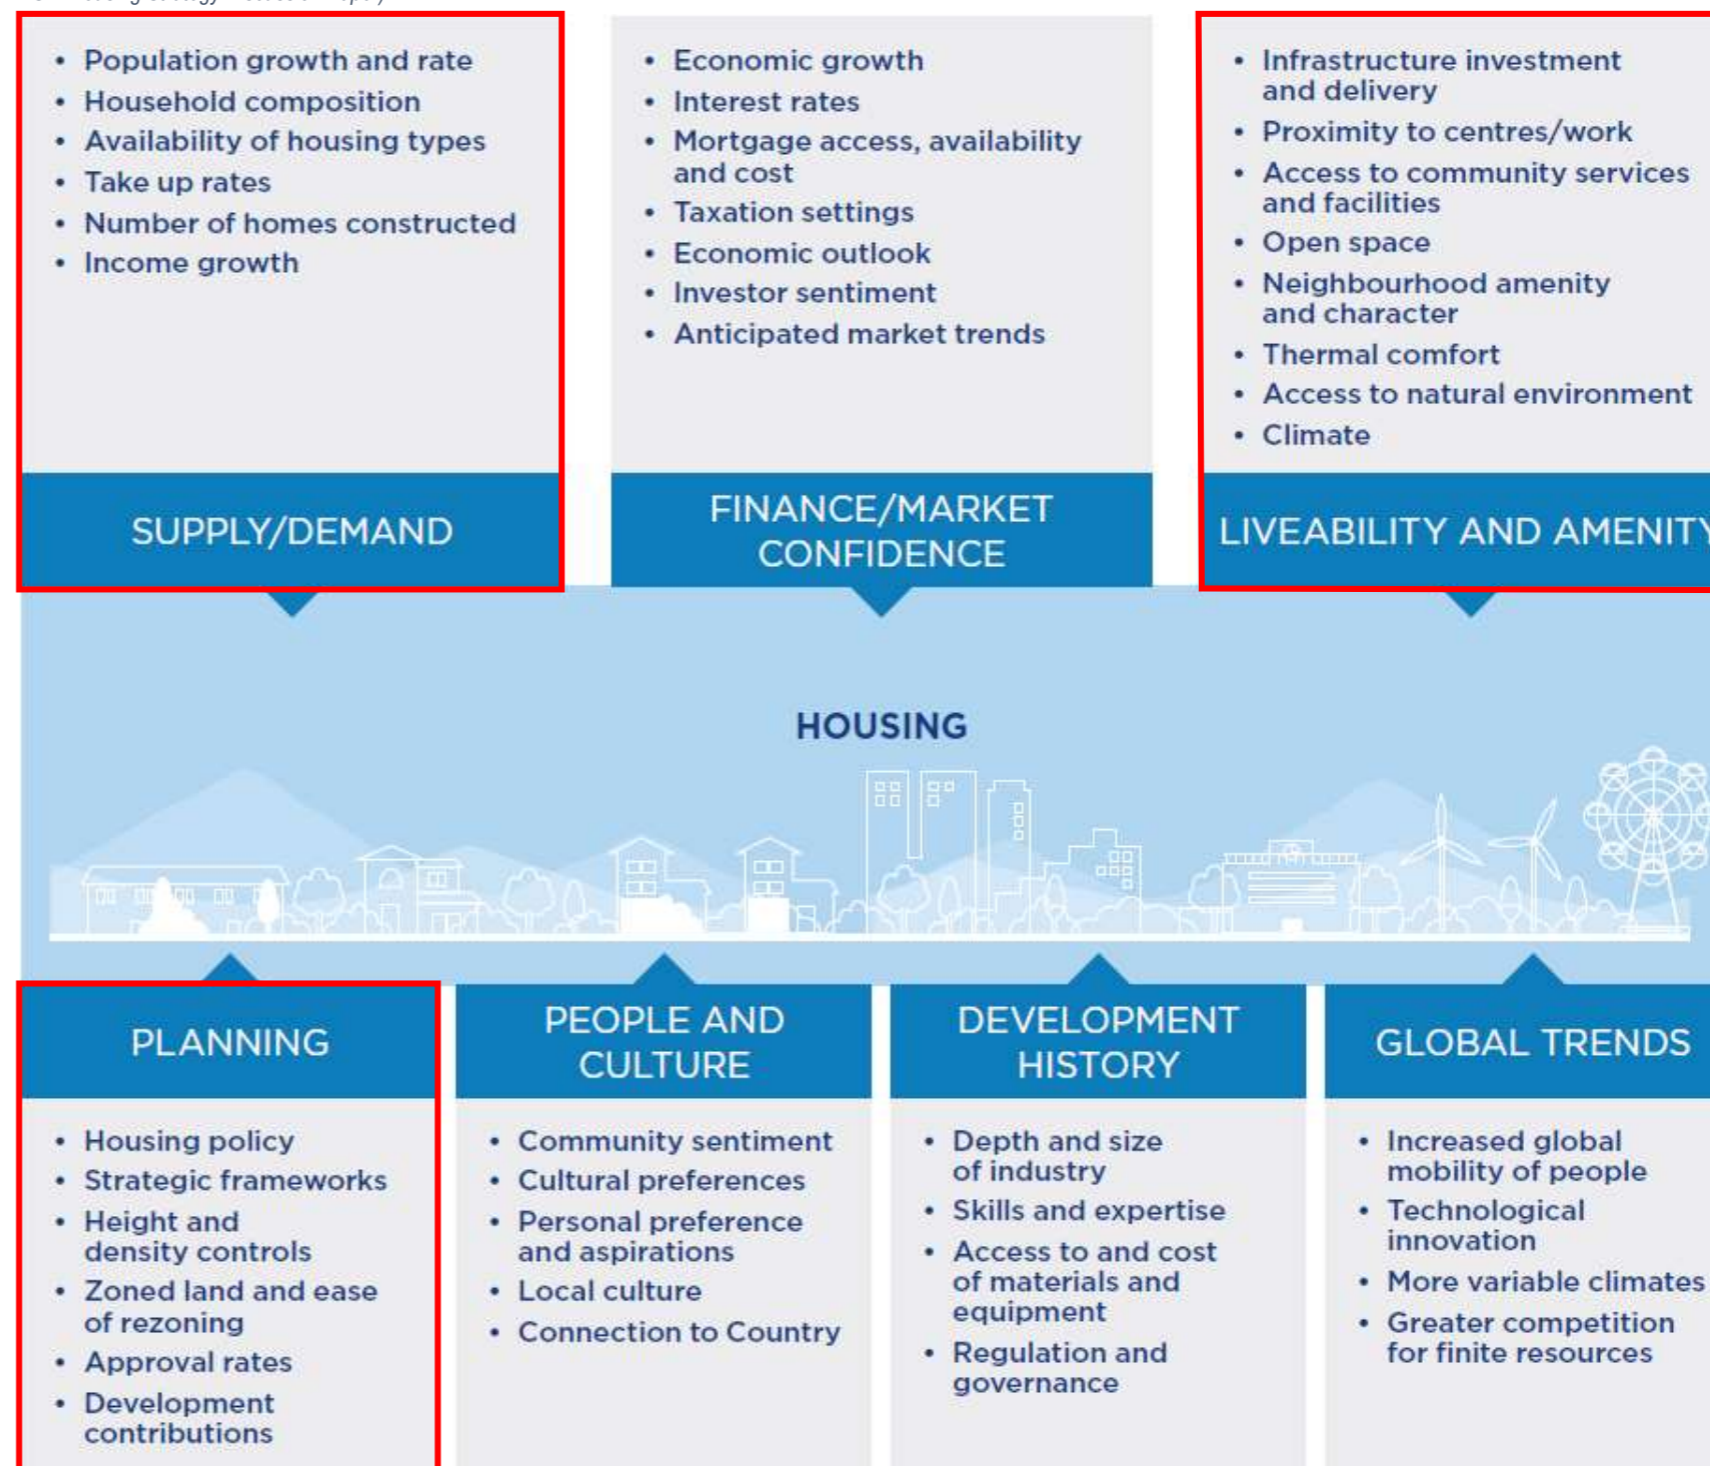 • Population growth and rate
• Household composition
• Availability of housing types
• Take up rates
• Number of homes constructed
• Income growth
SUPPLY/DEMAND
• Economic growth
• Interest rates
• Mortgage access, availability
and cost
• Taxation settings
• Economic outlook
• Investor sentiment
• Anticipated market trends
FINANCE/MARKET
CONFIDENCE
• Infrastructure investment
and delivery
• Proximity to centres/work
• Access to community services
and facilities
• Open space
• Neighbourhood amenity
and character
• Thermal comfort
• Access to natural environment
• Climate
LIVEABILITY AND AMENITY
HOUSING
PLANNING
• Housing policy
• Strategic frameworks
• Height and
density controls
• Zoned land and ease
of rezoning
• Approval rates
• Development
contributions
PEOPLE AND
CULTURE
• Community sentiment
• Cultural preferences
• Personal preference
and aspirations
• Local culture
• Connection to Country
DEVELOPMENT
HISTORY
• Depth and size
of industry
• Skills and expertise
• Access to and cost
of materials and
equipment
• Regulation and
governance
GLOBAL TRENDS
• Increased global
mobility of people
• Technological
innovation
• More variable climates
• Greater competition
for finite resources